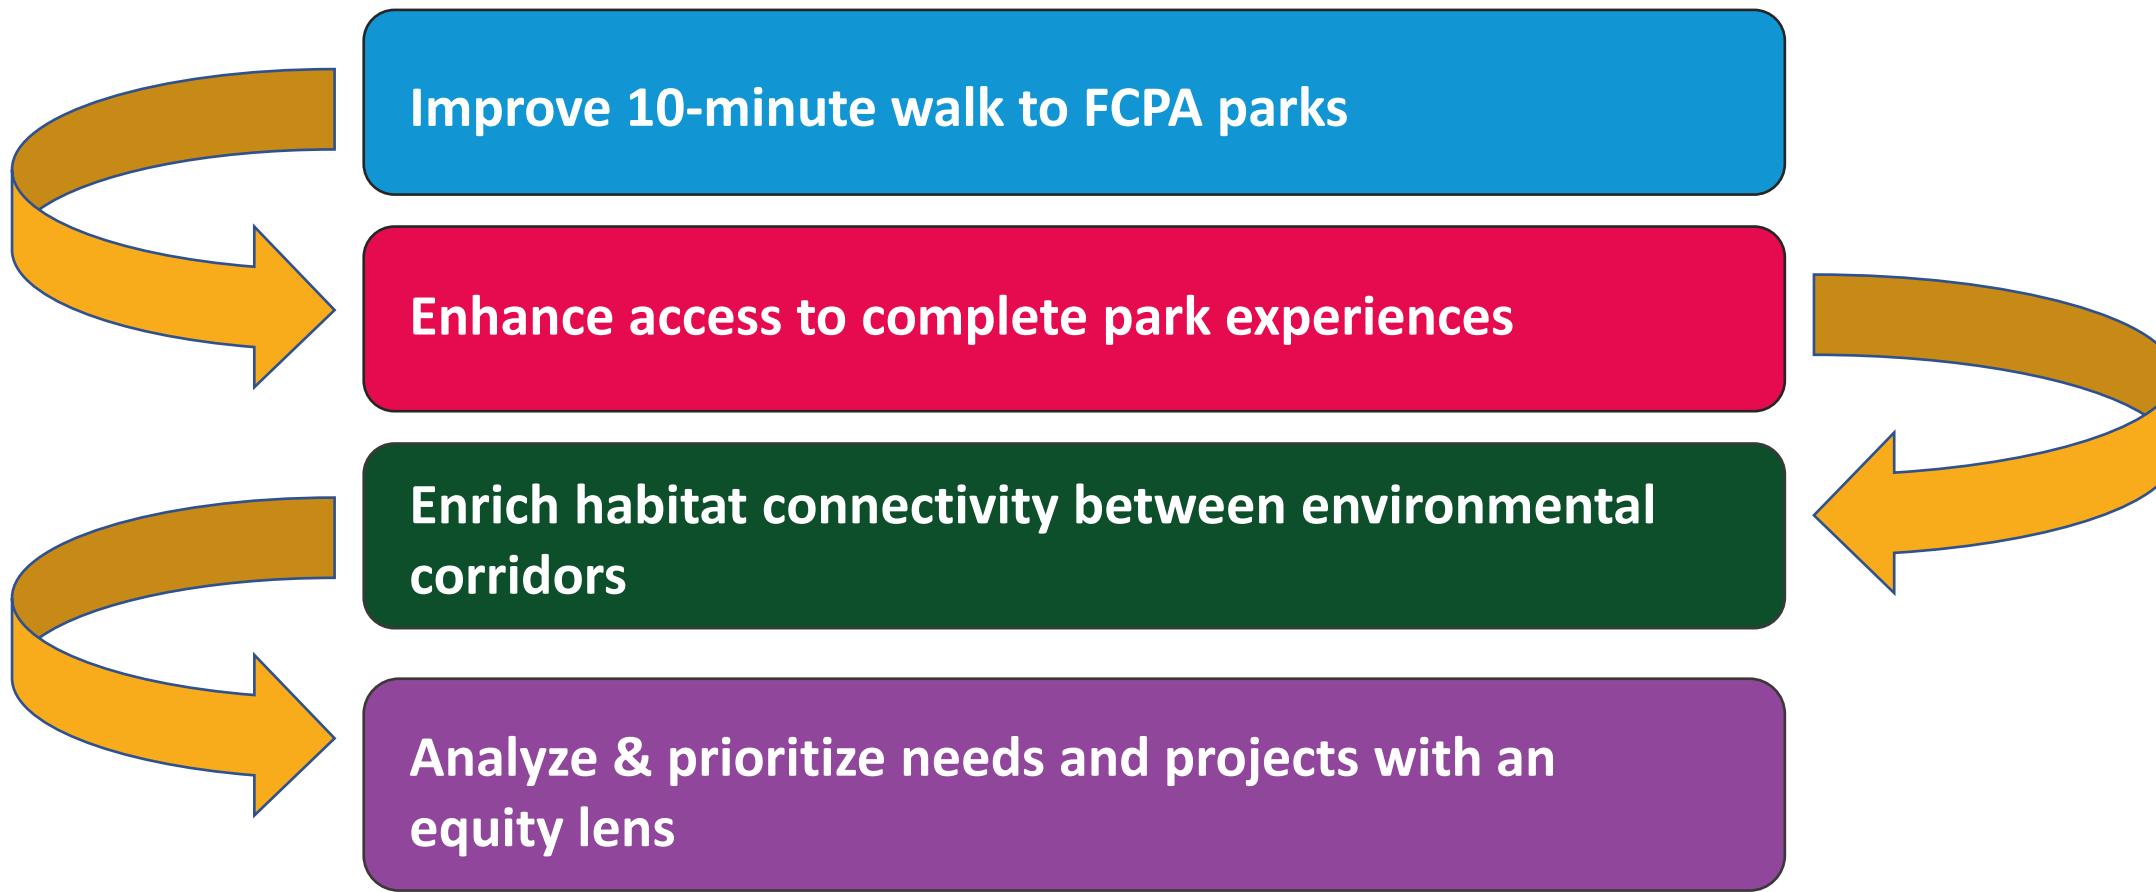 Improve 10-minute walk to FCPA parks
Enhance access to complete park experiences
Enrich habitat connectivity between environmental
corridors
Analyze & prioritize needs and projects with an
equity lens